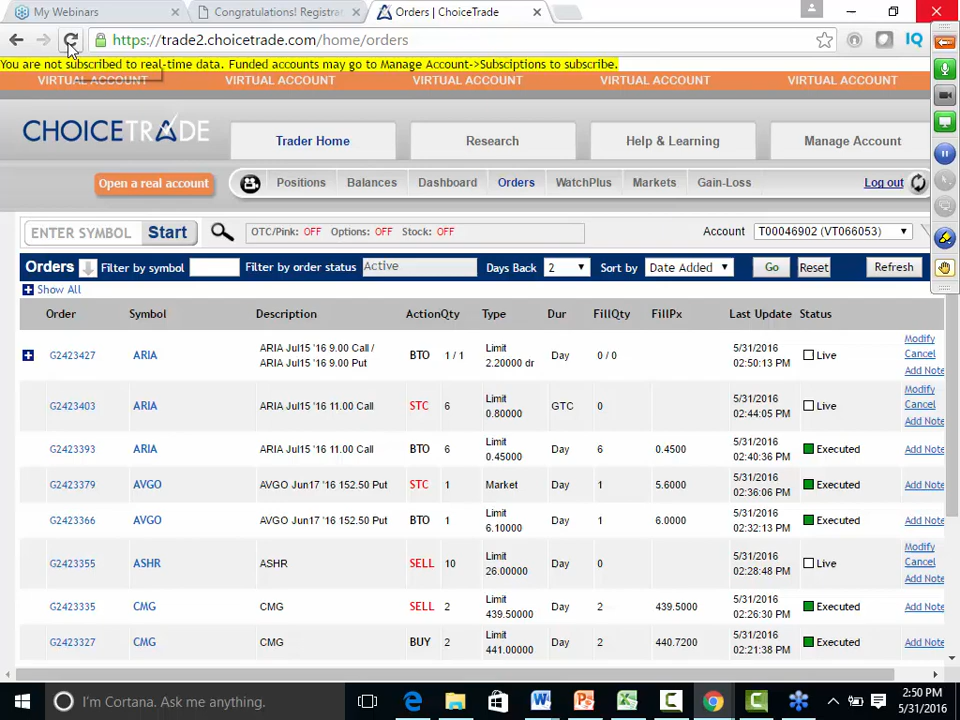 My Webinars
Congratulations! Registra
Orders | ChoiceTrade
https://trade2.choicetrade.com/home/orders
IQ
You are not subscribed to real-time data. Funded accounts may go to Manage Account->Subsciptions to subscribe.
VIRTUAL ACCOUNT VIRTUAL ACCOUNT VIRTUAL ACCOUNT VIRTUAL ACCOUNT VIRTUAL ACCOUNT
CHOICETRADE
Trader Home Research Help & Learning Manage Account
Open a real account Positions Balances Dashboard Orders WatchPlus Markets Gain-Loss Log out
ENTER SYMBOL Start OTC/Pink: OFF Options: OFF Stock: OFF Account T00046902 (VT066053)
Orders Filter by symbol Filter by order status Active Days Back 2 Sort by Date Added Go Reset Refresh
Show All
Order Symbol Description ActionQty Type Dur FillQty FillPx Last Update Status
G2423427 ARIA ARIA Jul15 '16 9.00 Call / ARIA Jul15 '16 9.00 Put BTO 1 / 1 Limit 2.20000 dr Day 0 / 0 5/31/2016 02:50:13 PM Live Modify Cancel Add Note
G2423403 ARIA ARIA Jul15 '16 11.00 Call STC 6 Limit 0.80000 GTC 0 5/31/2016 02:44:05 PM Live Modify Cancel Add Note
G2423393 ARIA ARIA Jul15 '16 11.00 Call BTO 6 Limit 0.45000 Day 6 0.4500 5/31/2016 02:40:36 PM Executed Add Note
G2423379 AVGO AVGO Jun17 '16 152.50 Put STC 1 Market Day 1 5.6000 5/31/2016 02:36:06 PM Executed Add Note
G2423366 AVGO AVGO Jun17 '16 152.50 Put BTO 1 Limit 6.10000 Day 1 6.0000 5/31/2016 02:32:13 PM Executed Add Note
G2423355 ASHR ASHR SELL 10 Limit 26.00000 Day 0 5/31/2016 02:28:48 PM Live Modify Cancel Add Note
G2423335 CMG CMG SELL 2 Limit 439.50000 Day 2 439.5000 5/31/2016 02:26:30 PM Executed Add Note
G2423327 CMG CMG BUY 2 Limit 441.00000 Day 2 440.7200 5/31/2016 02:21:38 PM Executed Add Note
I'm Cortana. Ask me anything.
2:50 PM
5/31/2016